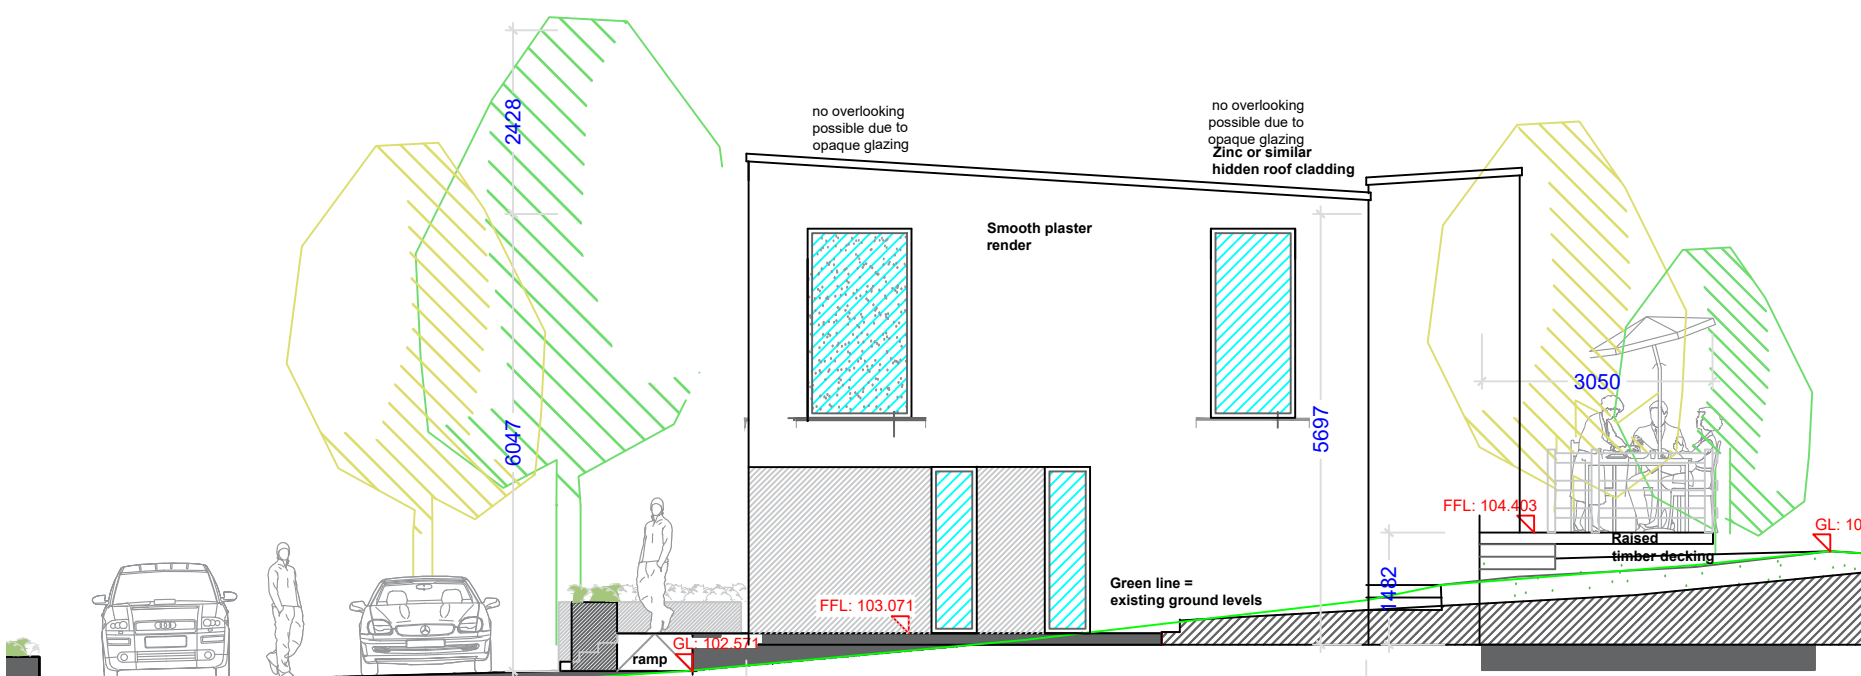 2428
no overlooking
possible due to
opaque glazing
no overlooking
possible due to
opaque glazing
Zinc or similar
hidden roof cladding
Smooth plaster
render
3050
6047
5697
FFL: 104.403
GL: 10
Raised
timber decking
1482
Green line =
existing ground levels
FFL: 103.071
GL: 102.571
ramp